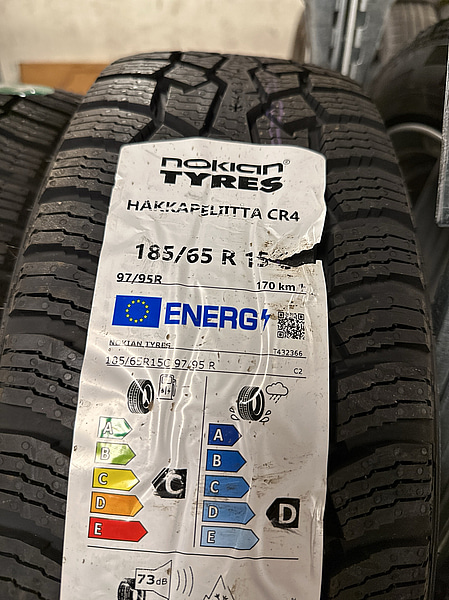 nokian®
TYRES
HAKKAPELIITTA CR4
185/65 R 15
97/95R 170 km
ENERG
NOKIAN TYRES T432366
185/65R15C 97/95 R C2
A A
B B
C C C
D D D
E E
73dB